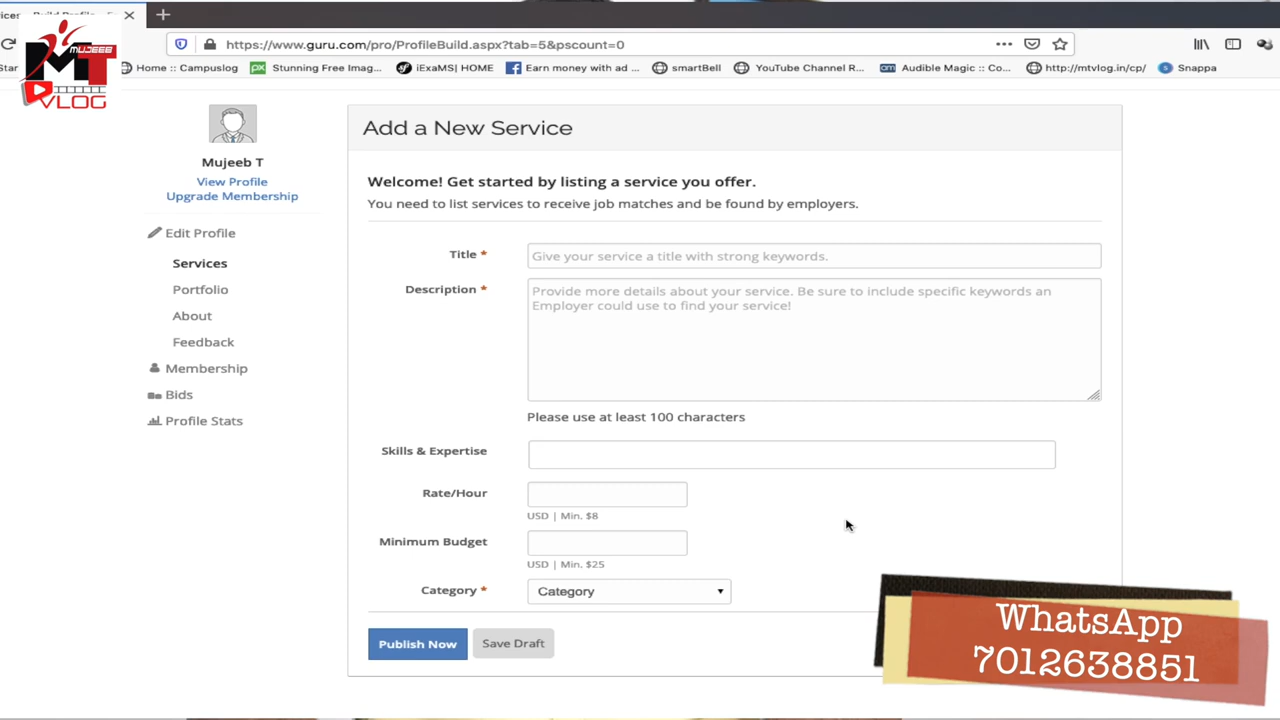 Build Profile
https://www.guru.com/pro/ProfileBuild.aspx?tab=5&pscount=0
Star
Home :: Campuslog
Stunning Free Imag...
iExaMS| HOME
Earn money with ad ...
smartBell
YouTube Channel R...
Audible Magic :: Co...
http://mtvlog.in/cp/
Snappa
MUJEEB
MT
VLOG
Mujeeb T
View Profile
Upgrade Membership
Edit Profile
Services
Portfolio
About
Feedback
Membership
Bids
Profile Stats
Add a New Service
Welcome! Get started by listing a service you offer.
You need to list services to receive job matches and be found by employers.
Title *
Give your service a title with strong keywords.
Description *
Provide more details about your service. Be sure to include specific keywords an
Employer could use to find your service!
Please use at least 100 characters
Skills & Expertise
Rate/Hour
USD | Min. $8
Minimum Budget
USD | Min. $25
Category *
Category
Publish Now
Save Draft
WhatsApp
7012638851